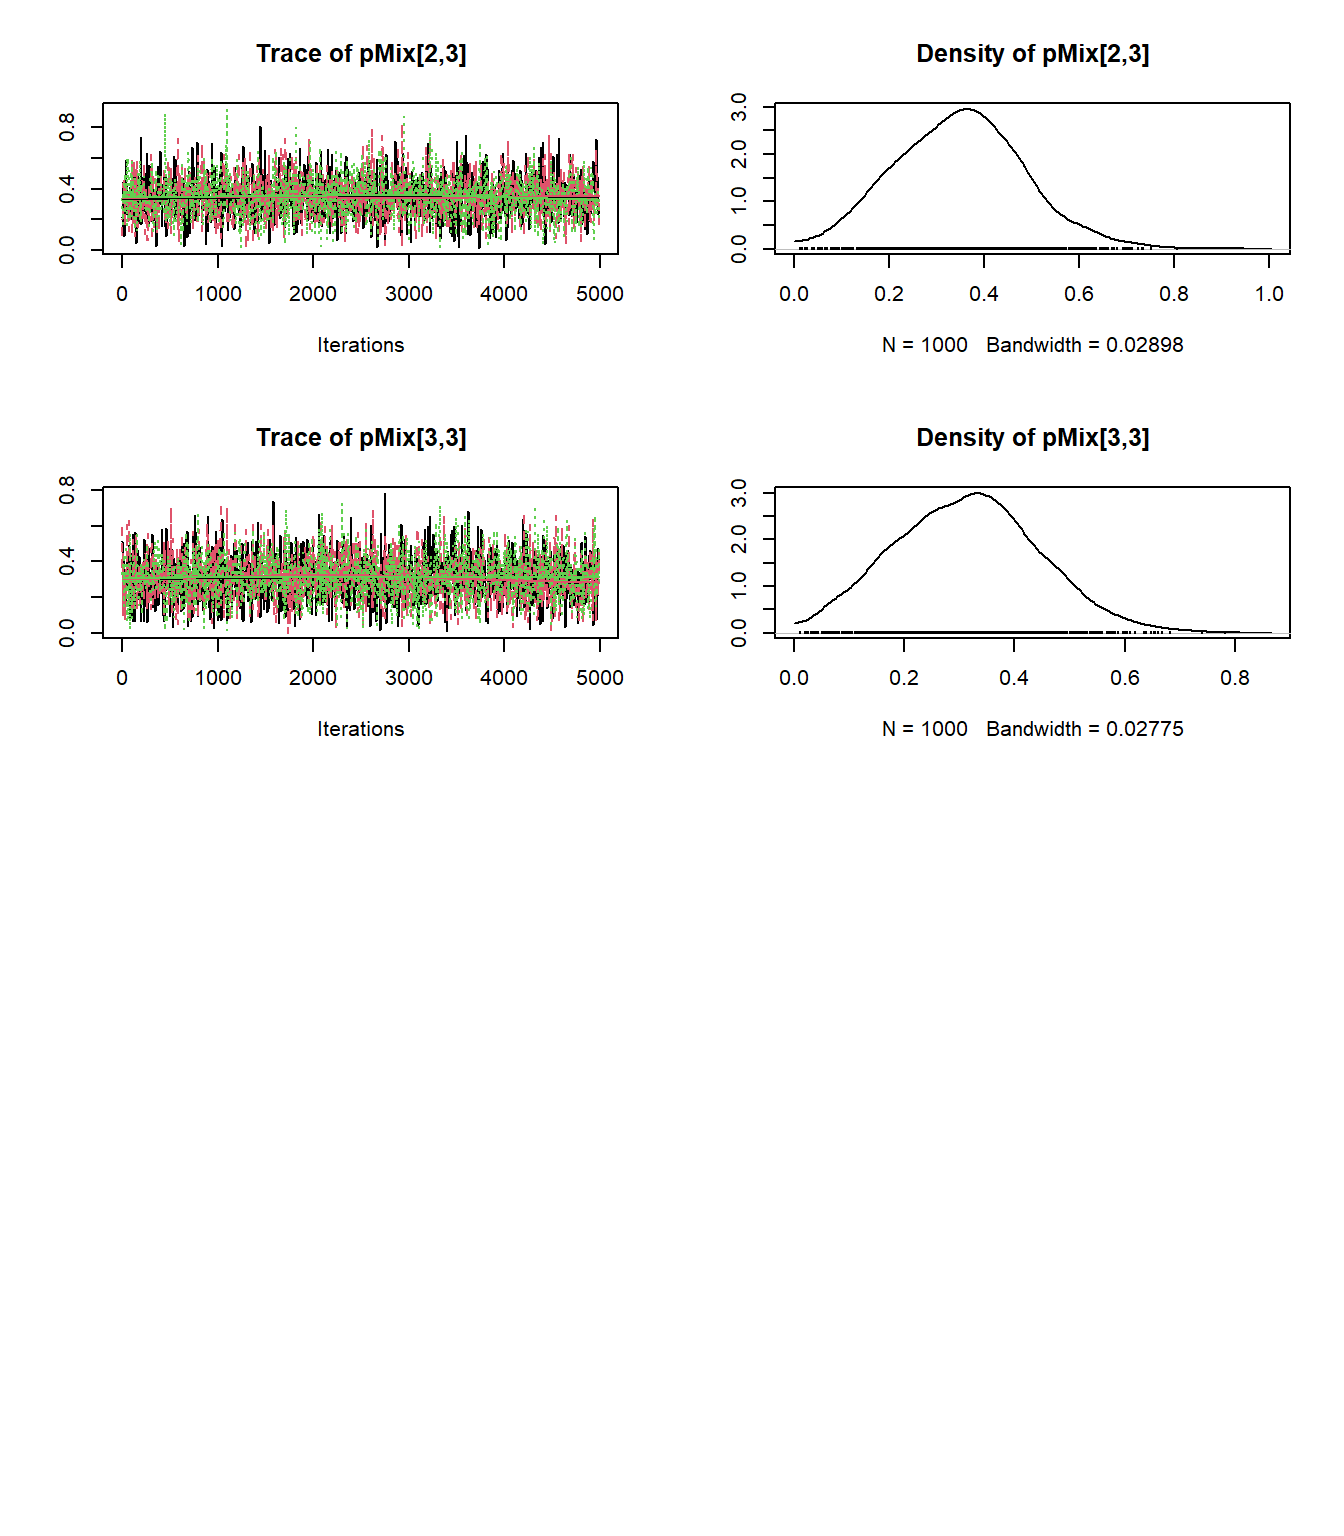 Trace of pMix[2,3]
0.0 0.4 0.8
0 1000 2000 3000 4000 5000
Iterations
Density of pMix[2,3]
0.0 1.0 2.0 3.0
0.0 0.2 0.4 0.6 0.8 1.0
N = 1000 Bandwidth = 0.02898
Trace of pMix[3,3]
0.0 0.4 0.8
0 1000 2000 3000 4000 5000
Iterations
Density of pMix[3,3]
0.0 1.0 2.0 3.0
0.0 0.2 0.4 0.6 0.8
N = 1000 Bandwidth = 0.02775